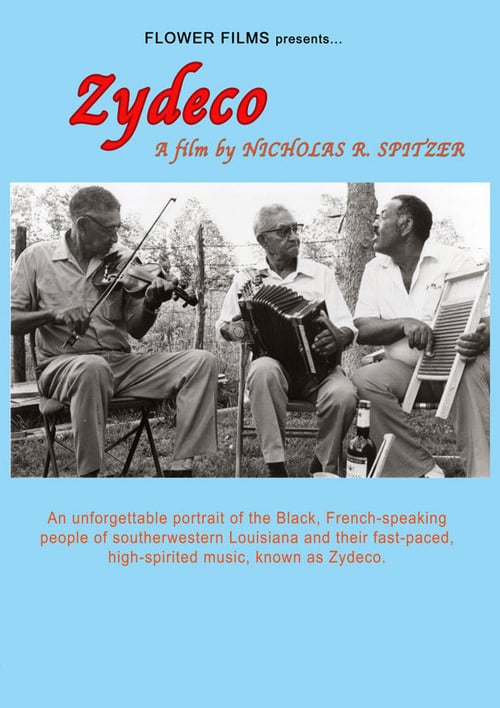 FLOWER FILMS presents...
Zydeco
A film by NICHOLAS R. SPITZER
An unforgettable portrait of the Black, French-speaking
people of southerwestern Louisiana and their fast-paced,
high-spirited music, known as Zydeco.